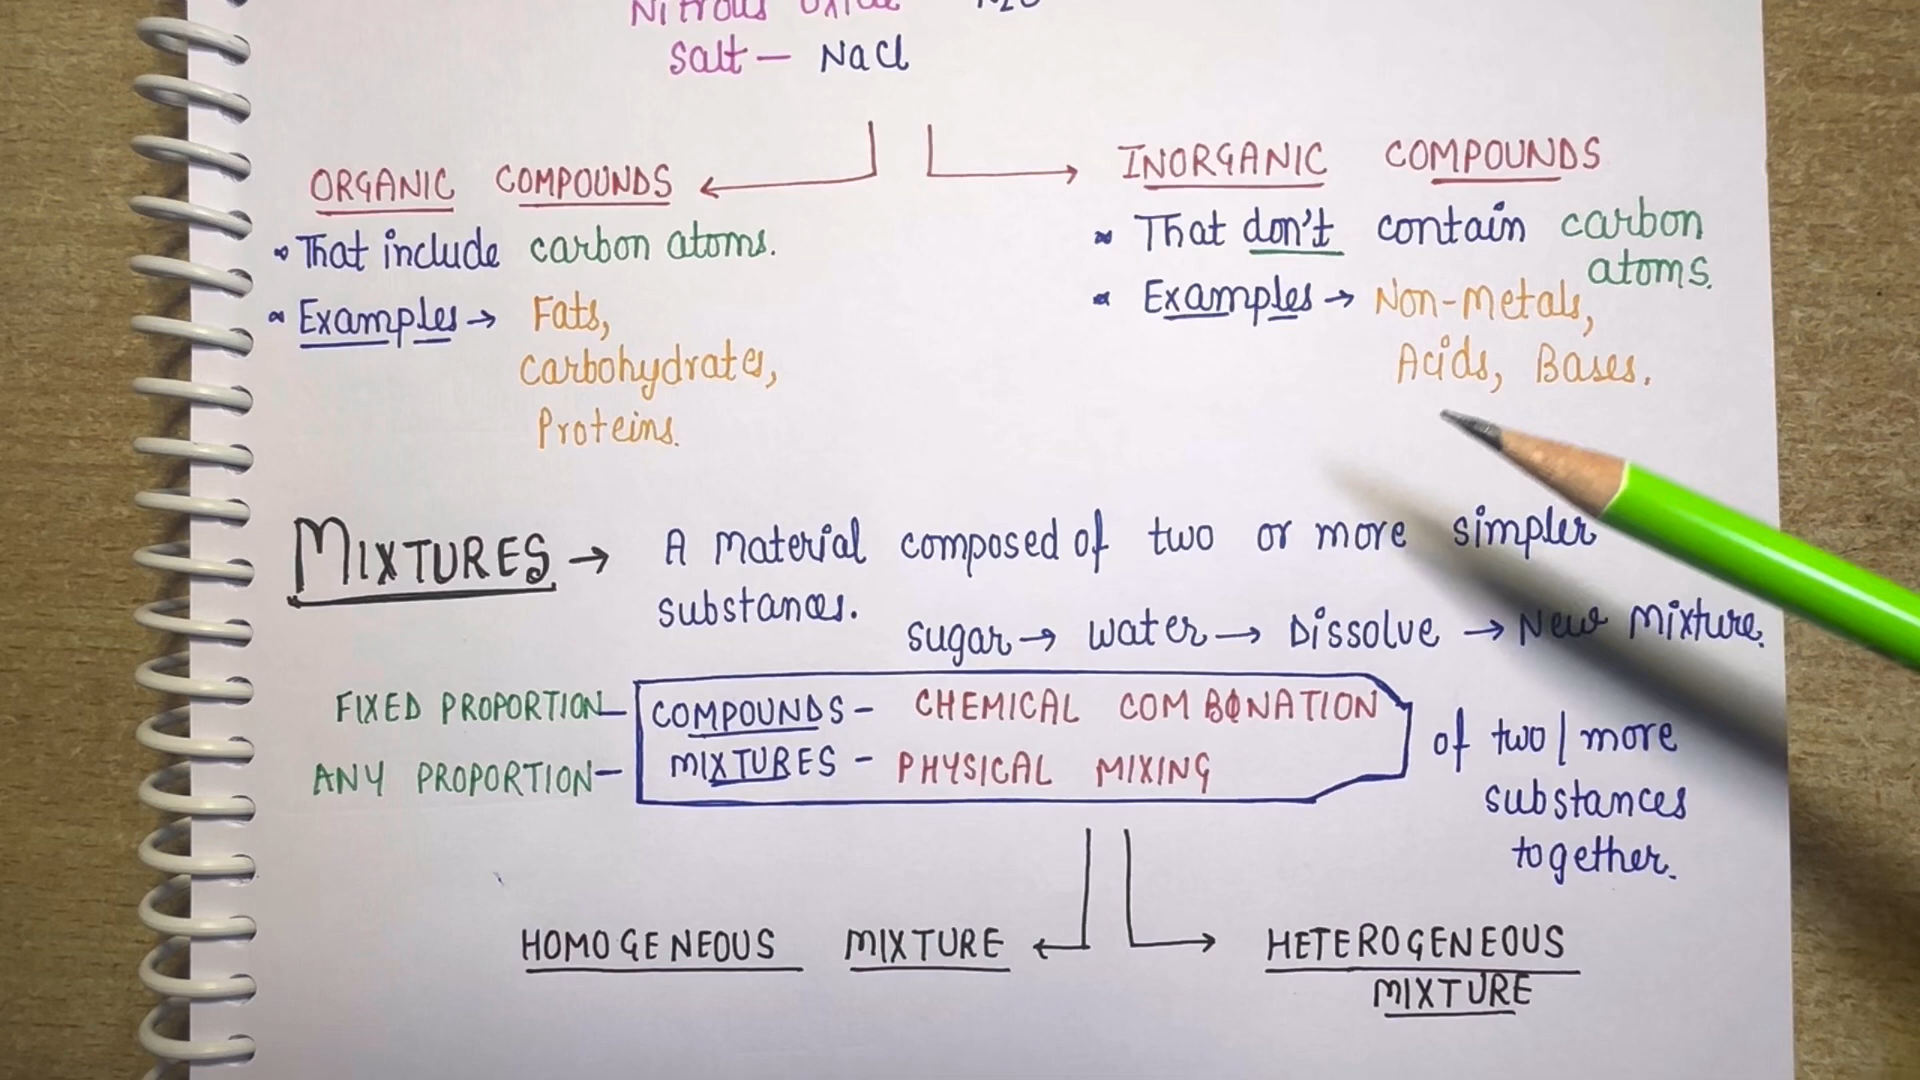 Nitrous Oxide N2O
Salt — NaCl
ORGANIC COMPOUNDS
That include carbon atoms.
Examples → Fats,
Carbohydrates,
Proteins.
INORGANIC COMPOUNDS
That don't contain carbon
atoms.
Examples → Non-Metals,
Acids, Bases.
MIXTURES → A Material composed of two or more simpler
substances.
sugar → water → Dissolve → New Mixture.
FIXED PROPORTION — COMPOUNDS - CHEMICAL COMBINATION
ANY PROPORTION — MIXTURES - PHYSICAL MIXING
of two/more
substances
together.
HOMOGENEOUS MIXTURE
HETEROGENEOUS
MIXTURE